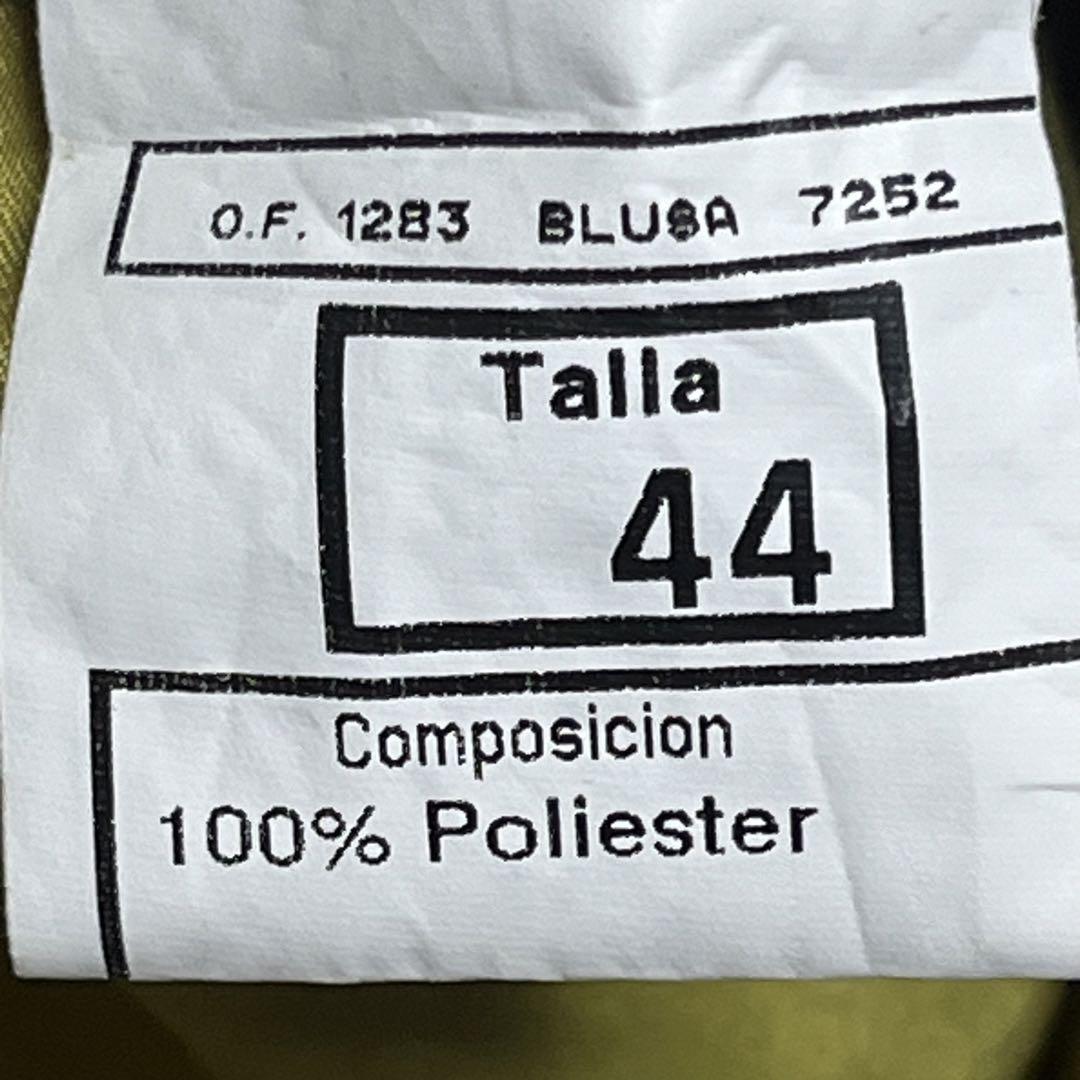 O.F. 1283 BLUSA 7252
Talla
44
Composicion
100% Poliester